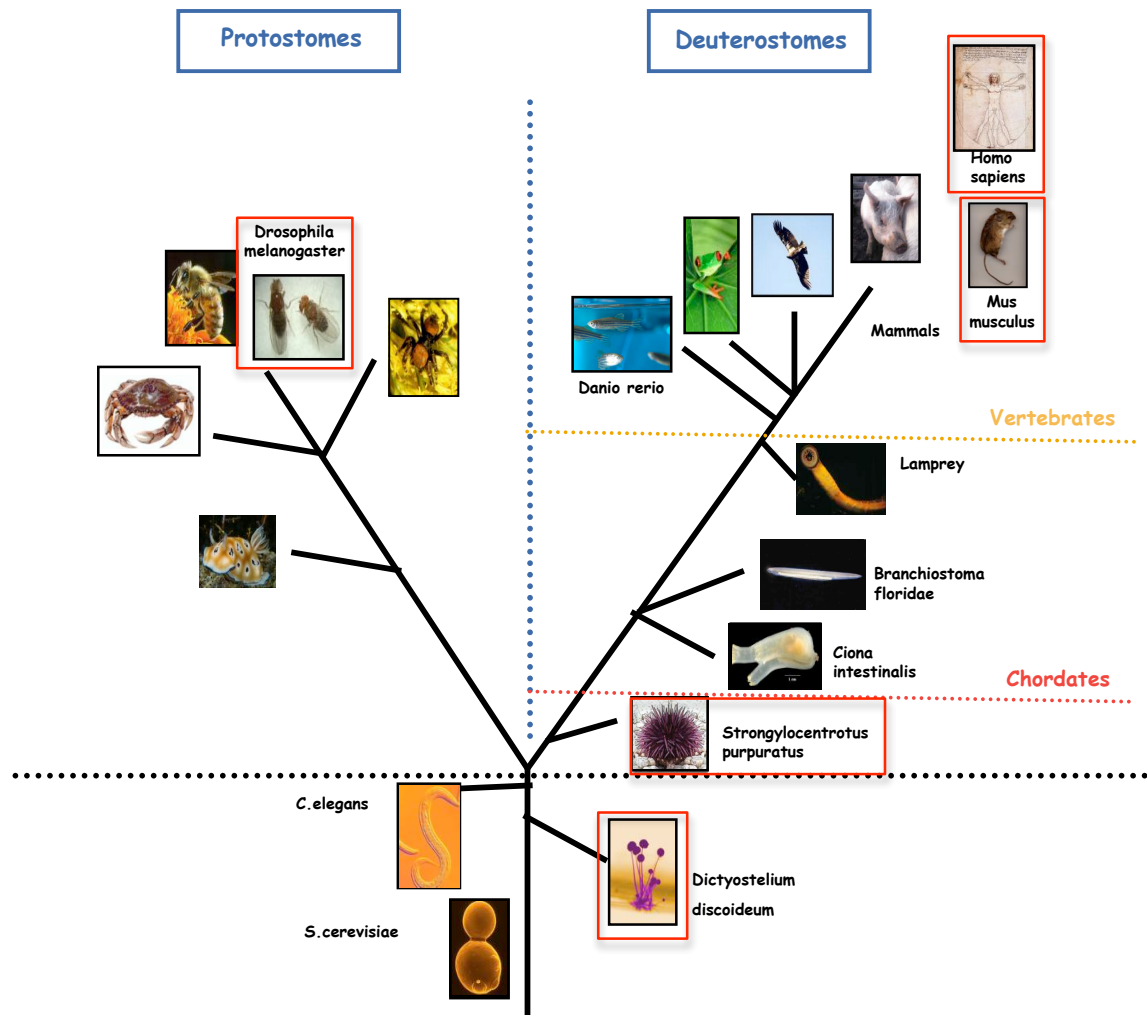 Protostomes
Deuterostomes
Homo
sapiens
Drosophila
melanogaster
Mus
musculus
Mammals
Danio rerio
Vertebrates
Lamprey
Branchiostoma
floridae
Ciona
intestinalis
Chordates
Strongylocentrotus
purpuratus
C.elegans
Dictyostelium
discoideum
S.cerevisiae